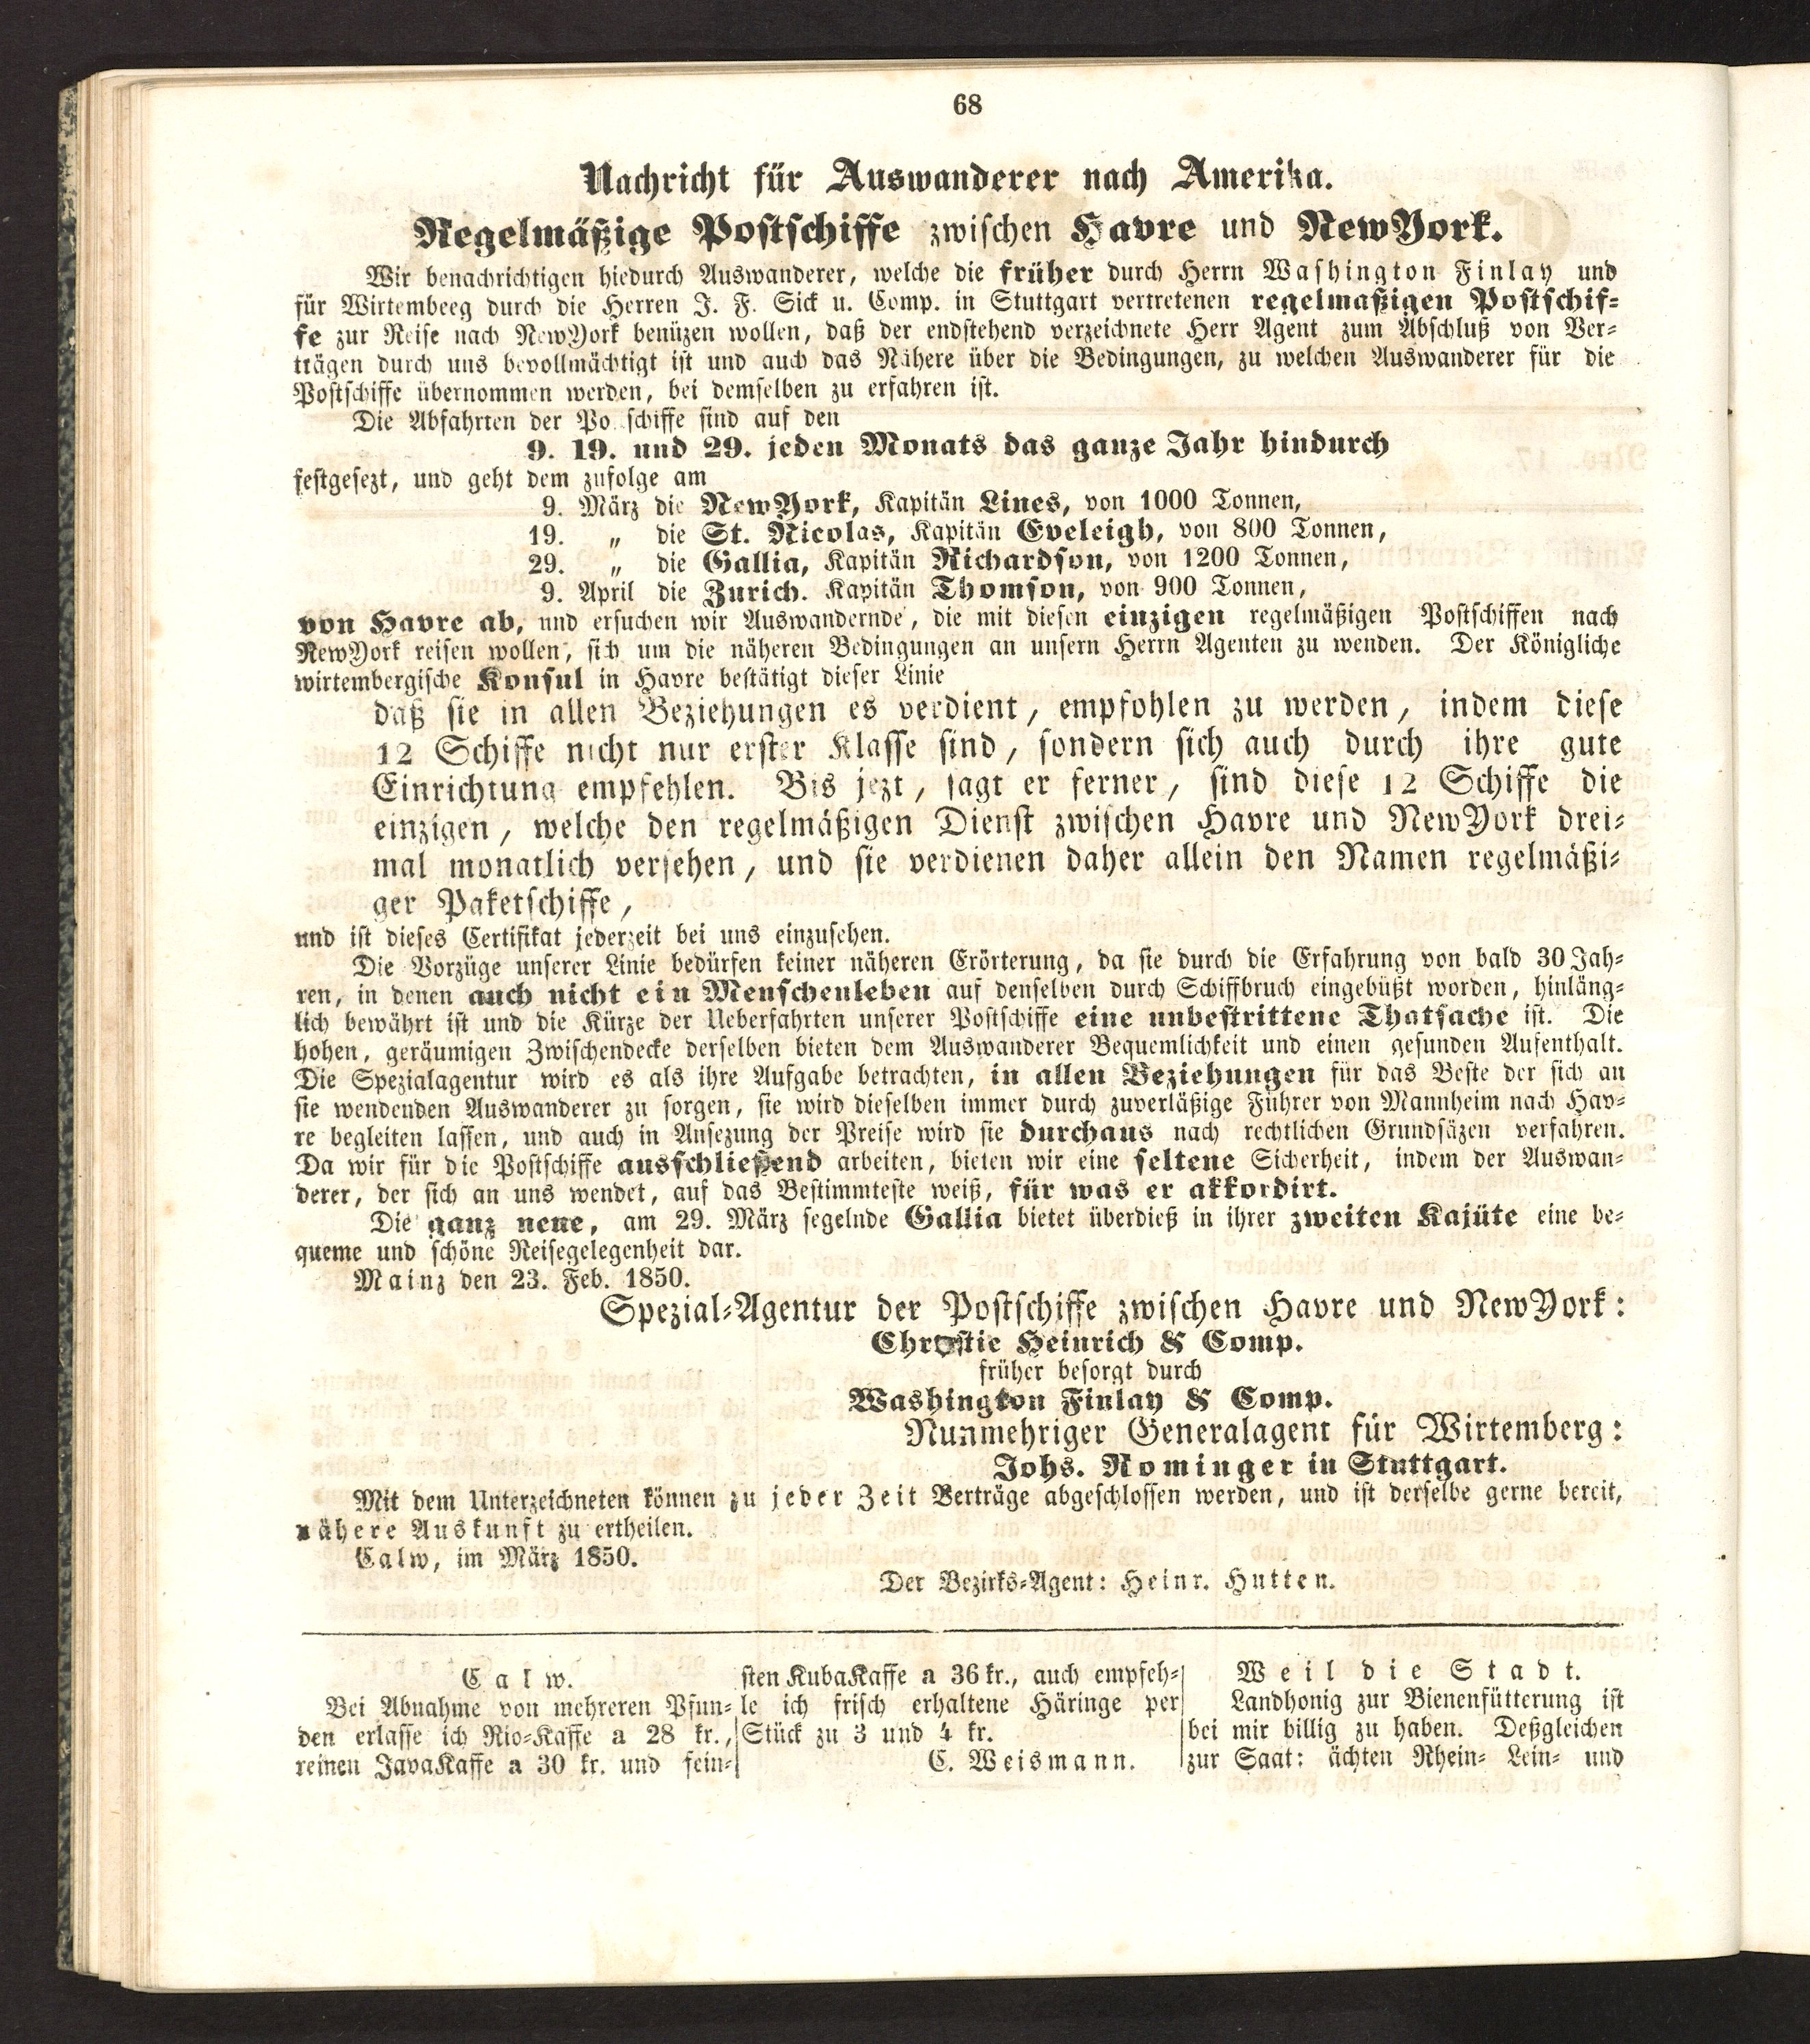 68
Nachricht für Auswanderer nach Amerika.
Regelmäßige Postschiffe zwischen Havre und NewYork.
Wir benachrichtigen hiedurch Auswanderer, welche die früher durch Herrn Washington Finlay und
für Wirtembeeg durch die Herren J. F. Sick u. Comp. in Stuttgart vertretenen regelmaßigen Postschif-
fe zur Reise nach NewYork benüzen wollen, daß der endstehend verzeichnete Herr Agent zum Abschluß von Ver-
trägen durch uns bevollmächtigt ist und auch das Nähere über die Bedingungen, zu welchen Auswanderer für die
Postschiffe übernommen werden, bei demselben zu erfahren ist.
Die Abfahrten der Po schiffe sind auf den
9. 19. und 29. jeden Monats das ganze Jahr hindurch
festgesezt, und geht dem zufolge am
9. März die NewYork, Kapitän Lines, von 1000 Tonnen,
19. „ die St. Nicolas, Kapitän Eveleigh, von 800 Tonnen,
29. „ die Gallia, Kapitän Richardson, von 1200 Tonnen,
9. April die Zurich. Kapitän Thomson, von 900 Tonnen,
von Havre ab, und ersuchen wir Auswandernde, die mit diesen einzigen regelmäßigen Postschiffen nach
NewYork reisen wollen, sich um die näheren Bedingungen an unsern Herrn Agenten zu wenden. Der Königliche
wirtembergische Konsul in Havre bestätigt dieser Linie
daß sie in allen Beziehungen es verdient, empfohlen zu werden, indem diese
12 Schiffe nicht nur erster Klasse sind, sondern sich auch durch ihre gute
Einrichtung empfehlen. Bis jezt, sagt er ferner, sind diese 12 Schiffe die
einzigen, welche den regelmäßigen Dienst zwischen Havre und NewYork drei-
mal monatlich versehen, und sie verdienen daher allein den Namen regelmäßi-
ger Paketschiffe,
und ist dieses Certifikat jederzeit bei uns einzusehen.
Die Vorzüge unserer Linie bedürfen keiner näheren Erörterung, da sie durch die Erfahrung von bald 30 Jah-
ren, in denen auch nicht ein Menschenleben auf denselben durch Schiffbruch eingebüßt worden, hinläng-
lich bewährt ist und die Kürze der Ueberfahrten unserer Postschiffe eine unbestrittene Thatsache ist. Die
hohen, geräumigen Zwischendecke derselben bieten dem Auswanderer Bequemlichkeit und einen gesunden Aufenthalt.
Die Spezialagentur wird es als ihre Aufgabe betrachten, in allen Beziehungen für das Beste der sich an
sie wendenden Auswanderer zu sorgen, sie wird dieselben immer durch zuverläßige Führer von Mannheim nach Hav-
re begleiten lassen, und auch in Ansezung der Preise wird sie durchaus nach rechtlichen Grundsäzen verfahren.
Da wir für die Postschiffe ausschließend arbeiten, bieten wir eine seltene Sicherheit, indem der Auswan-
derer, der sich an uns wendet, auf das Bestimmteste weiß, für was er akkordirt.
Die ganz neue, am 29. März segelnde Gallia bietet überdieß in ihrer zweiten Kajüte eine be-
queme und schöne Reisegelegenheit dar.
Mainz den 23. Feb. 1850.
Spezial-Agentur der Postschiffe zwischen Havre und NewYork:
Heinrich & Comp.
früher besorgt durch
Washington Finlay & Comp.
Nunmehriger Generalagent für Wirtemberg:
Johs. Rominger in Stuttgart.
Mit dem Unterzeichneten können zu jeder Zeit Verträge abgeschlossen werden, und ist derselbe gerne bereit,
nähere Auskunft zu ertheilen.
Calw, im März 1850.
Der Bezirks-Agent: Heinr. Hutten.
Calw.
Bei Abnahme von mehreren Pfun-
den erlasse ich Rio-Kaffe a 28 kr.,
reinen JavaKaffe a 30 kr. und fein-
sten KubaKaffe a 36 kr., auch empfeh-
le ich frisch erhaltene Häringe per
Stück zu 3 und 4 kr.
C. Weismann.
Weil die Stadt.
Landhonig zur Bienenfütterung ist
bei mir billig zu haben. Deßgleichen
zur Saat: ächten Rhein- Lein- und